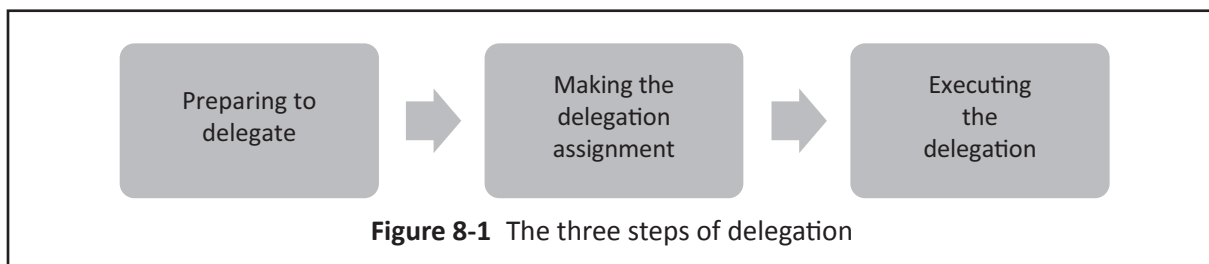 Preparing to
delegate
Making the
delegation
assignment
Executing
the
delegation
Figure 8-1 The three steps of delegation